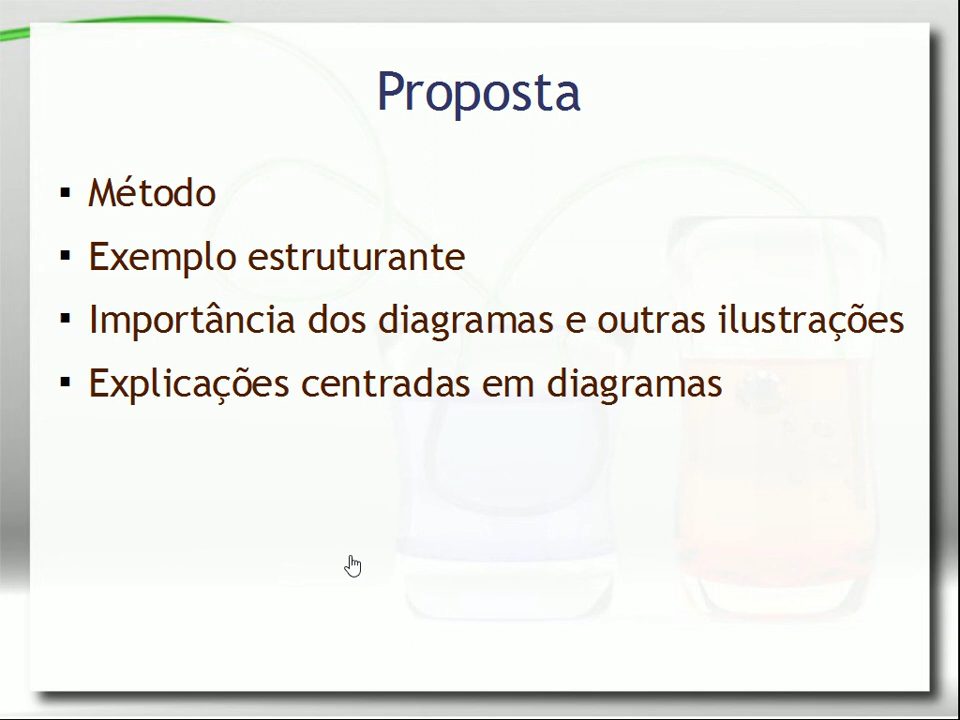 Proposta
▪ Método
▪ Exemplo estruturante
▪ Importância dos diagramas e outras ilustrações
▪ Explicações centradas em diagramas